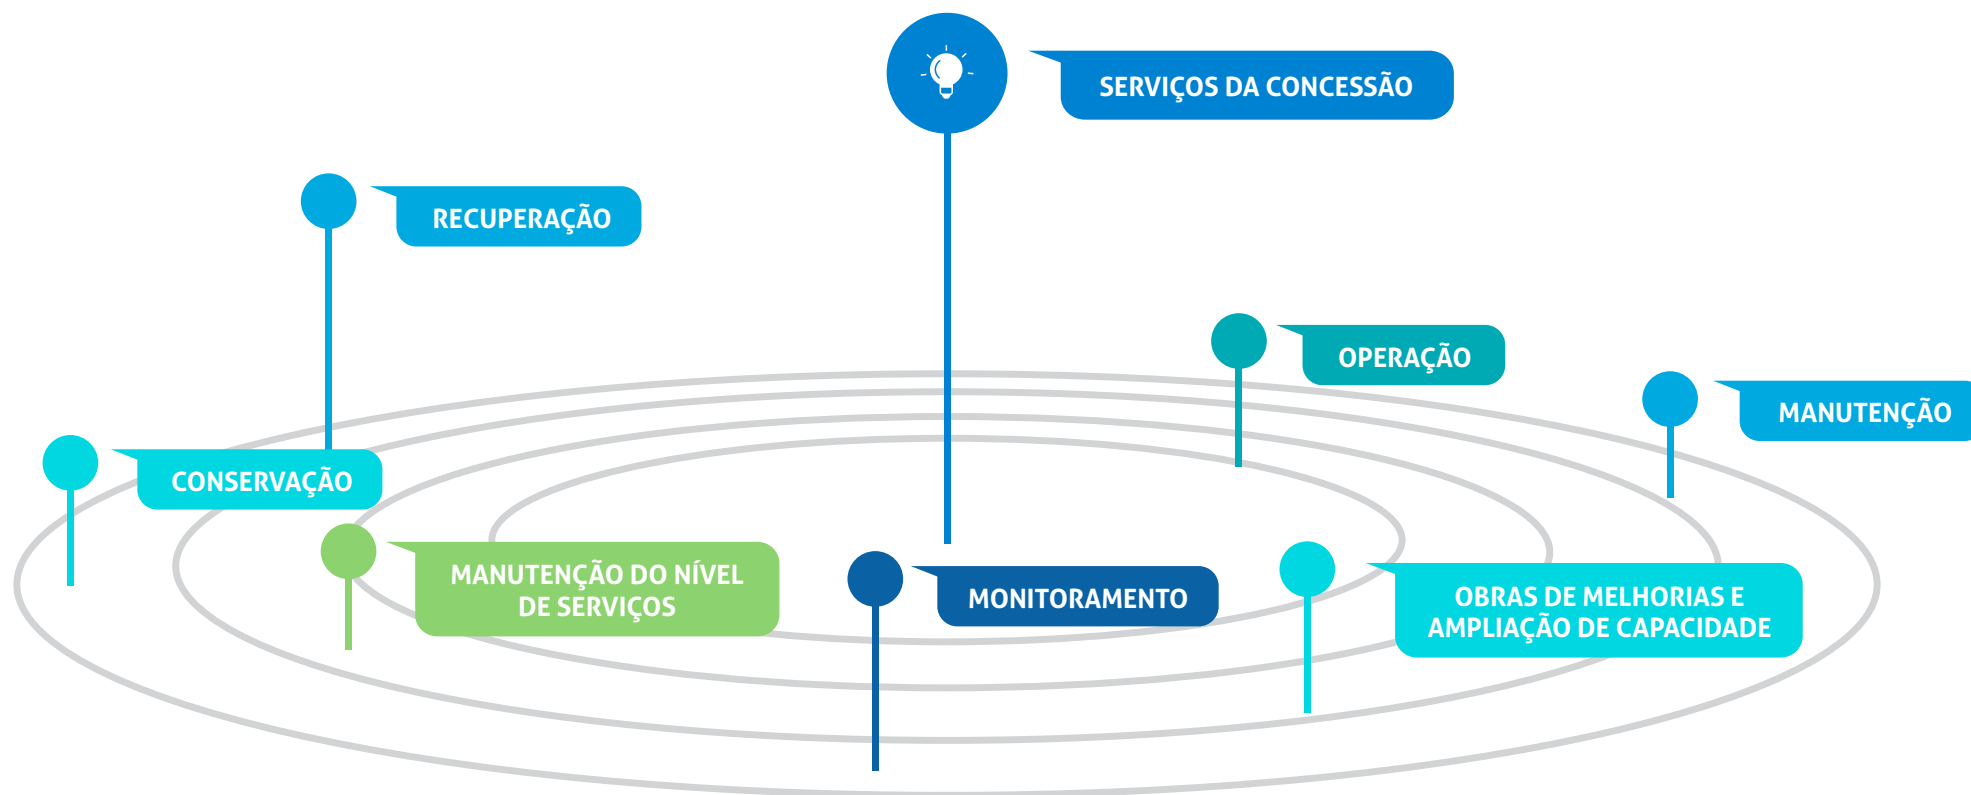 SERVIÇOS DA CONCESSÃO
RECUPERAÇÃO
OPERAÇÃO
MANUTENÇÃO
CONSERVAÇÃO
MANUTENÇÃO DO NÍVEL
DE SERVIÇOS
MONITORAMENTO
OBRAS DE MELHORIAS E
AMPLIAÇÃO DE CAPACIDADE